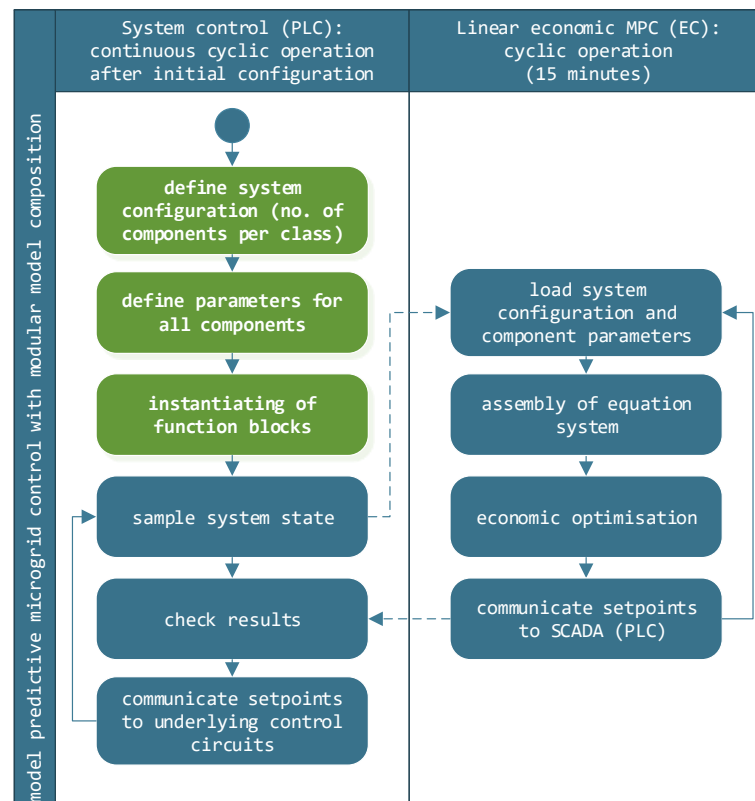 model predictive microgrid control with modular model composition
System control (PLC):
continuous cyclic operation
after initial configuration
Linear economic MPC (EC):
cyclic operation
(15 minutes)
define system
configuration (no. of
components per class)
define parameters for
all components
instantiating of
function blocks
sample system state
check results
communicate setpoints
to underlying control
circuits
load system
configuration and
component parameters
assembly of equation
system
economic optimisation
communicate setpoints
to SCADA (PLC)